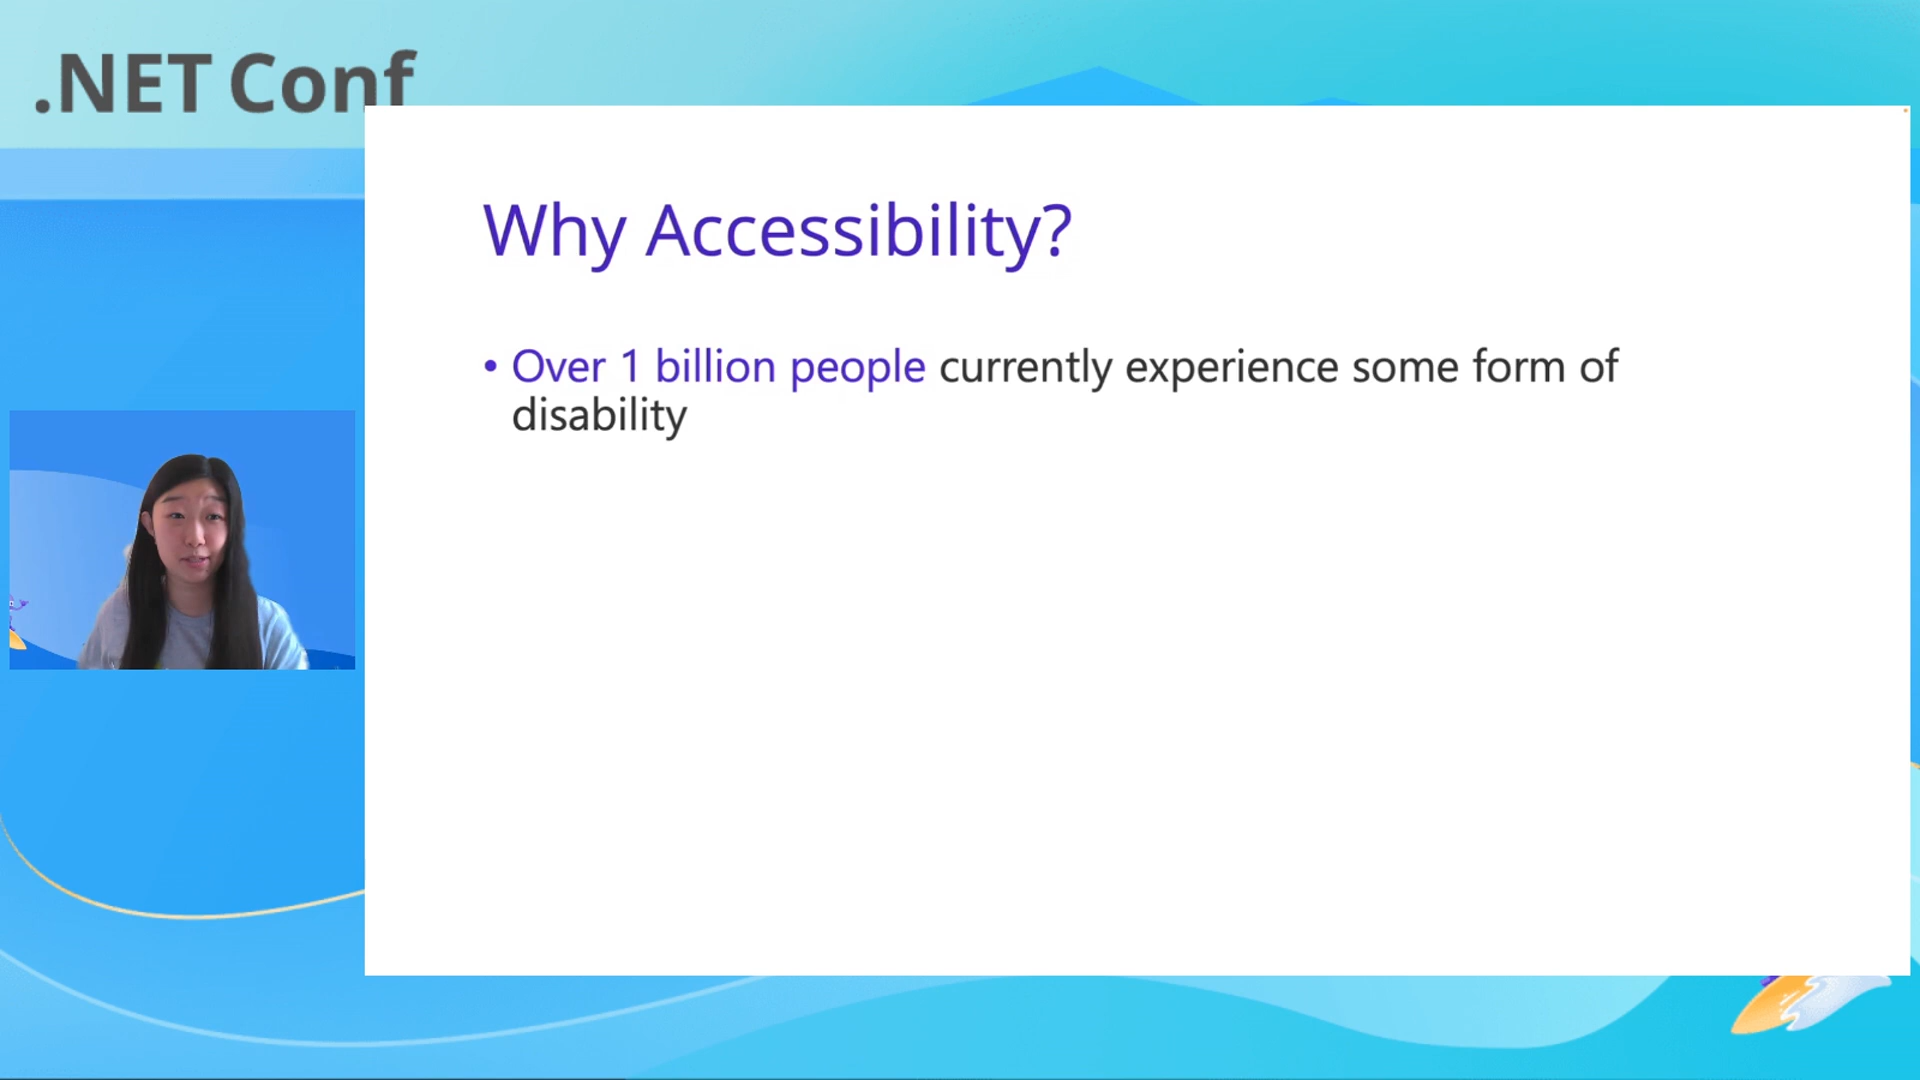 .NET Conf
Why Accessibility?
• Over 1 billion people currently experience some form of
disability